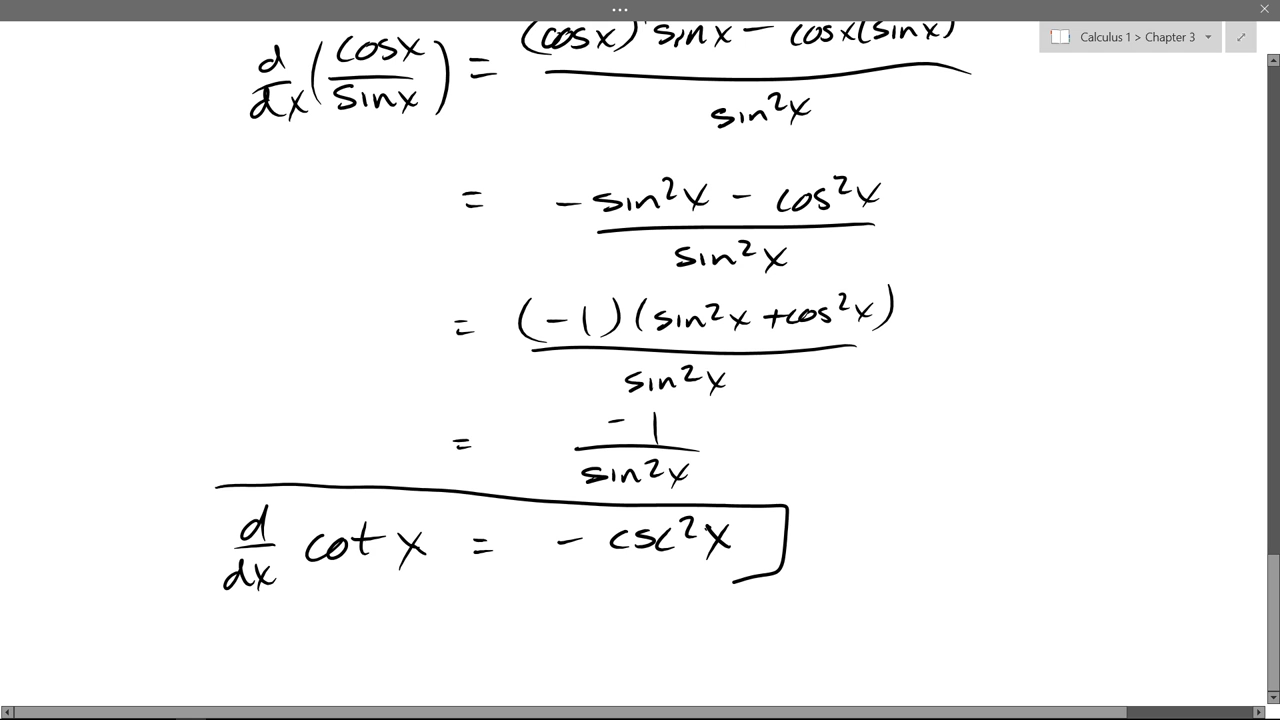 ...
Calculus 1 > Chapter 3
d/dx (cosx/sinx) = ((cosx)' sinx - cosx(sinx)')/sin²x
= (-sin²x - cos²x)/sin²x
= (-1)(sin²x + cos²x)/sin²x
= -1/sin²x
d/dx cot x = - csc²x